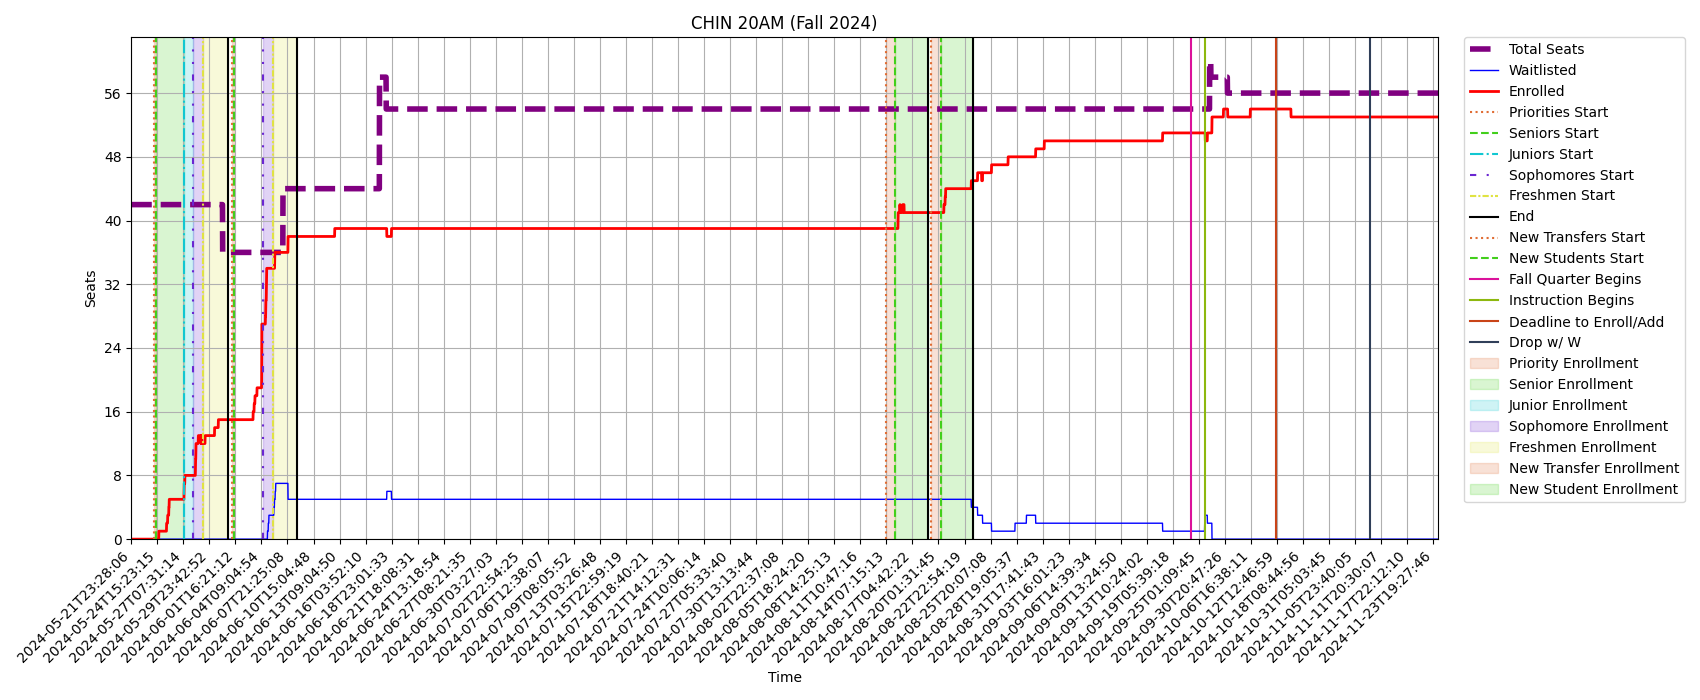 CHIN 20AM (Fall 2024)
Seats
56
48
40
32
24
16
8
0
2024-05-21T3:28:06
2024-05-24T15:23:15
2024-05-27T07:31:14
2024-05-29T23:42:52
2024-06-01T16:21:12
2024-06-04T09:04:54
2024-06-07T21:25:08
2024-06-10T15:04:48
2024-06-13T09:04:50
2024-06-16T03:52:10
2024-06-18T23:01:33
2024-06-21T18:08:31
2024-06-24T13:18:54
2024-06-27T08:21:35
2024-06-30T03:27:03
2024-07-02T22:54:25
2024-07-06T12:38:07
2024-07-09T08:05:52
2024-07-13T03:26:48
2024-07-15T22:59:19
2024-07-18T18:40:21
2024-07-21T14:12:31
2024-07-24T10:06:14
2024-07-27T05:33:40
2024-07-30T13:13:44
2024-08-02T22:37:08
2024-08-05T18:24:20
2024-08-08T14:25:13
2024-08-11T10:47:16
2024-08-14T07:15:13
2024-08-17T04:42:22
2024-08-20T01:31:45
2024-08-22T22:54:19
2024-08-25T20:07:08
2024-08-28T19:05:37
2024-08-31T17:41:43
2024-09-03T16:01:23
2024-09-06T14:39:34
2024-09-09T13:24:50
2024-09-13T10:24:02
2024-09-19T05:39:18
2024-09-25T01:09:45
2024-09-30T20:47:26
2024-10-06T16:38:11
2024-10-12T12:46:59
2024-10-18T08:44:56
2024-10-31T05:03:45
2024-11-05T23:40:05
2024-11-11T20:30:07
2024-11-17T22:12:10
2024-11-23T19:27:46
Time
Total Seats
Waitlisted
Enrolled
Priorities Start
Seniors Start
Juniors Start
Sophomores Start
Freshmen Start
End
New Transfers Start
New Students Start
Fall Quarter Begins
Instruction Begins
Deadline to Enroll/Add
Drop w/ W
Priority Enrollment
Senior Enrollment
Junior Enrollment
Sophomore Enrollment
Freshmen Enrollment
New Transfer Enrollment
New Student Enrollment